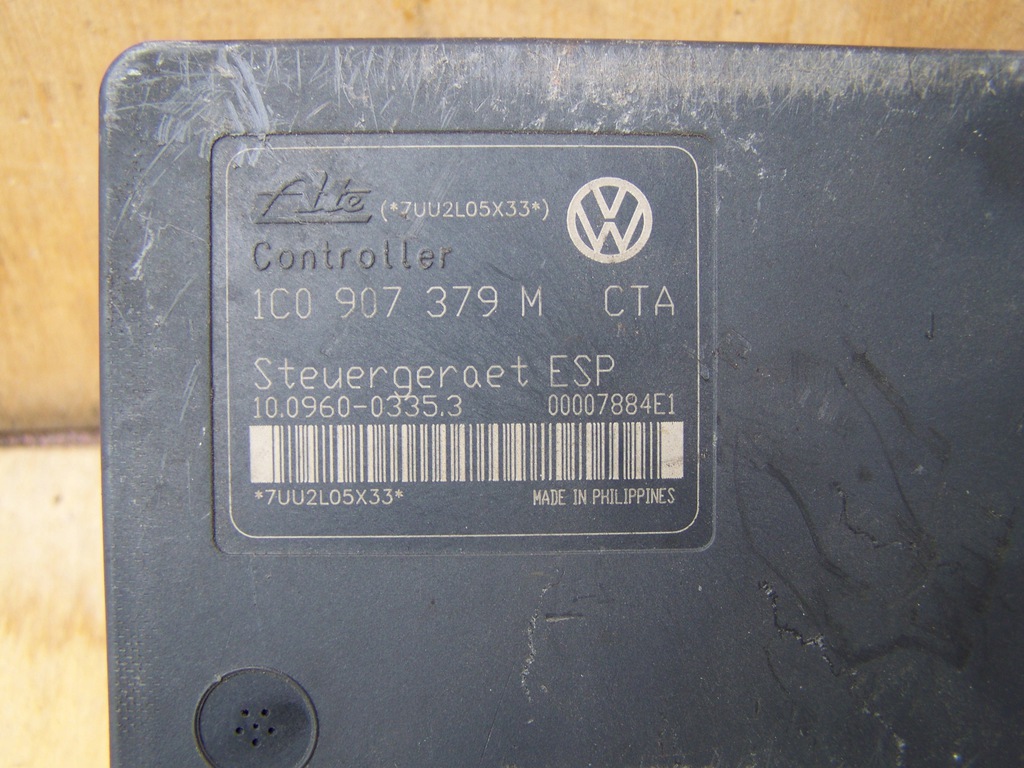 Ate (*7UU2L05X33*)
Controller
1C0 907 379 M CTA
Steuergeraet ESP
10.0960-0335.3 00007884E1
*7UU2L05X33* MADE IN PHILIPPINES